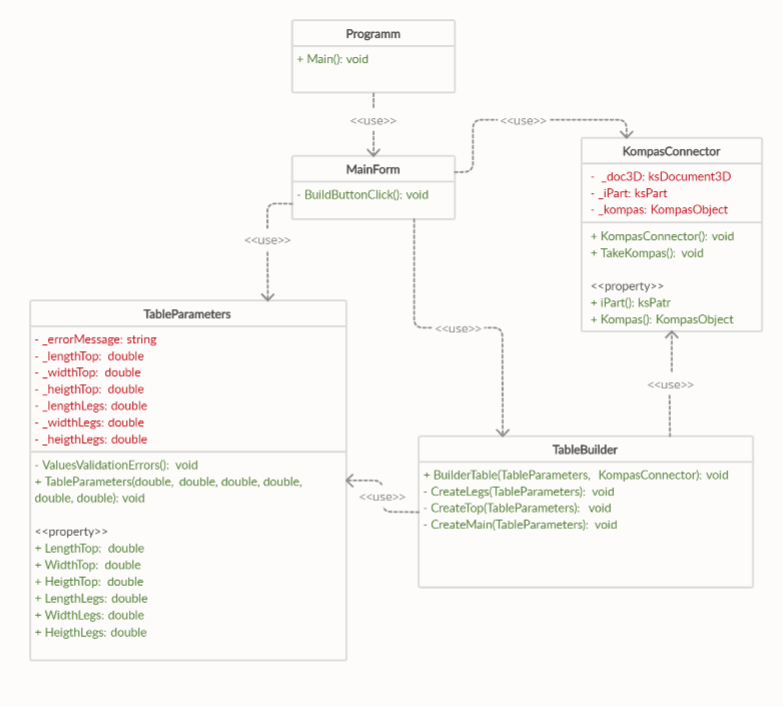 Programm
+ Main(): void
<<use>>
<<use>>
MainForm
- BuildButtonClick(): void
KompasConnector
- _doc3D: ksDocument3D
- _iPart: ksPart
- _kompas: KompasObject
+ KompasConnector(): void
+ TakeKompas(): void
<<property>>
+ iPart(): ksPatr
+ Kompas(): KompasObject
<<use>>
TableParameters
- _errorMessage: string
- _lengthTop: double
- _widthTop: double
- _heigthTop: double
- _lengthLegs: double
- _widthLegs: double
- _heigthLegs: double
- ValuesValidationErrors(): void
+ TableParameters(double, double, double, double,
double, double): void
<<property>>
+ LengthTop: double
+ WidthTop: double
+ HeigthTop: double
+ LengthLegs: double
+ WidthLegs: double
+ HeigthLegs: double
<<use>>
<<use>>
TableBuilder
+ BuilderTable(TableParameters, KompasConnector): void
- CreateLegs(TableParameters): void
- CreateTop(TableParameters): void
- CreateMain(TableParameters): void
<<use>>